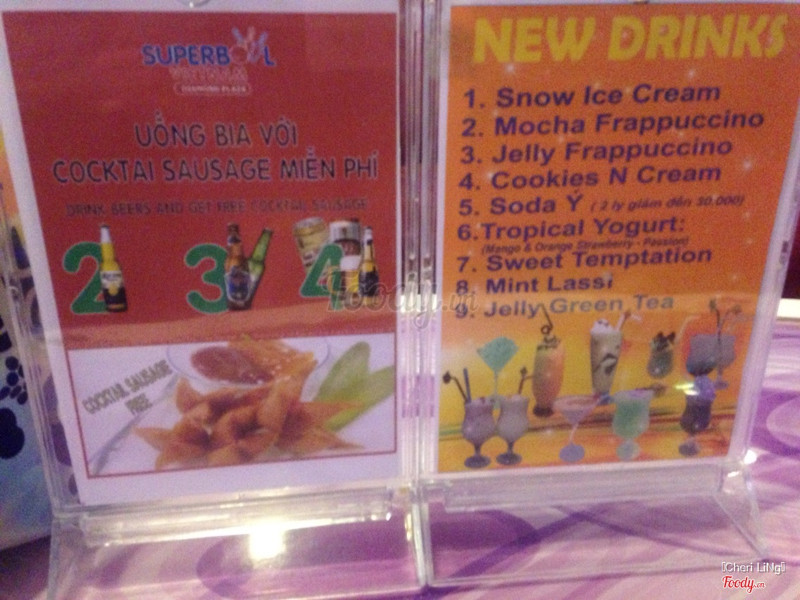 SUPERBOWL
VIETNAM
DIAMOND PLAZA
UỐNG BIA VỚI
COCKTAI SAUSAGE MIỄN PHÍ
DRINK BEERS AND GET FREE COCKTAIL SAUSAGE
2 3 4
COCKTAIL SAUSAGE
FREE
NEW DRINKS
1. Snow Ice Cream
2. Mocha Frappuccino
3. Jelly Frappuccino
4. Cookies N Cream
5. Soda Ý ( 2 ly giảm đến 30.000)
6.Tropical Yogurt:
(Mango & Orange Strawberry - Passion)
7. Sweet Temptation
8. Mint Lassi
9. Jelly Green Tea
Foody.vn
[Cheri LiNg]
Foody.vn